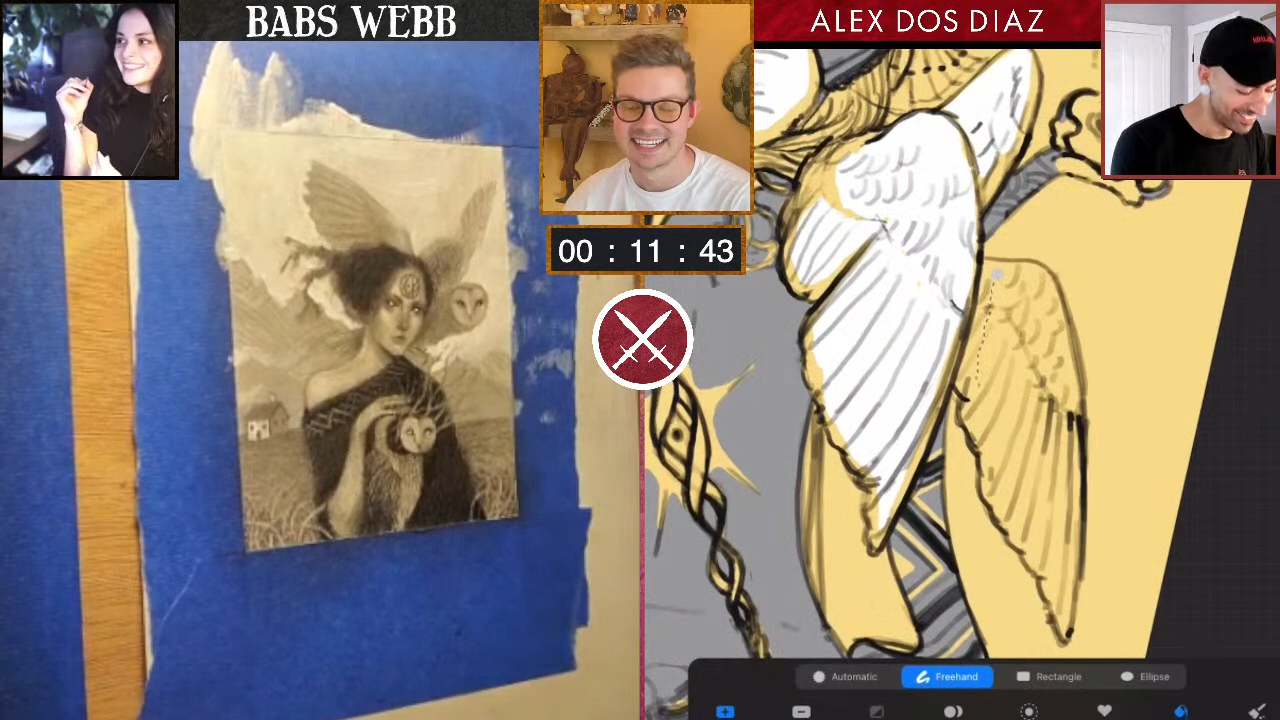 BABS WEBB
ALEX DOS DIAZ
00 : 11 : 43
Automatic
Freehand
Rectangle
Ellipse